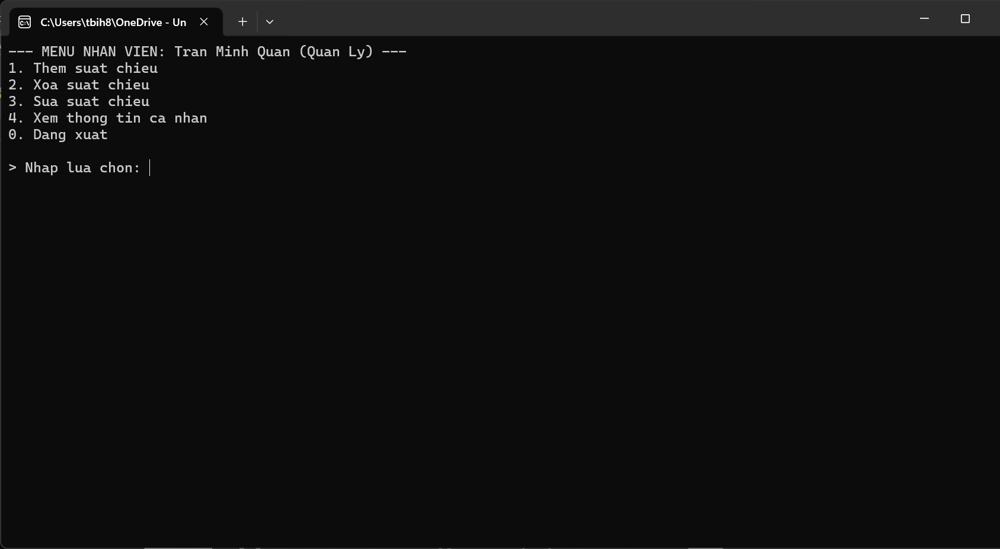 C:\Users\tbih8\OneDrive - Un
--- MENU NHAN VIEN: Tran Minh Quan (Quan Ly) ---
1. Them suat chieu
2. Xoa suat chieu
3. Sua suat chieu
4. Xem thong tin ca nhan
0. Dang xuat
> Nhap lua chon: